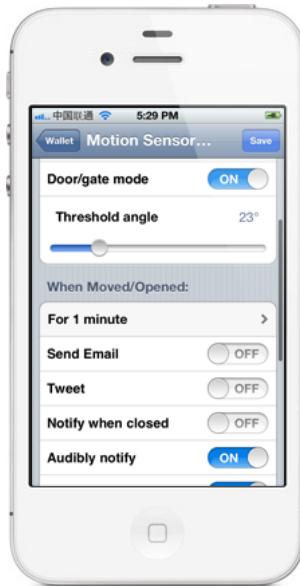 中国联通 5:29 PM
Wallet Motion Sensor... Save
Door/gate mode ON
Threshold angle 23°
When Moved/Opened:
For 1 minute
Send Email OFF
Tweet OFF
Notify when closed OFF
Audibly notify ON